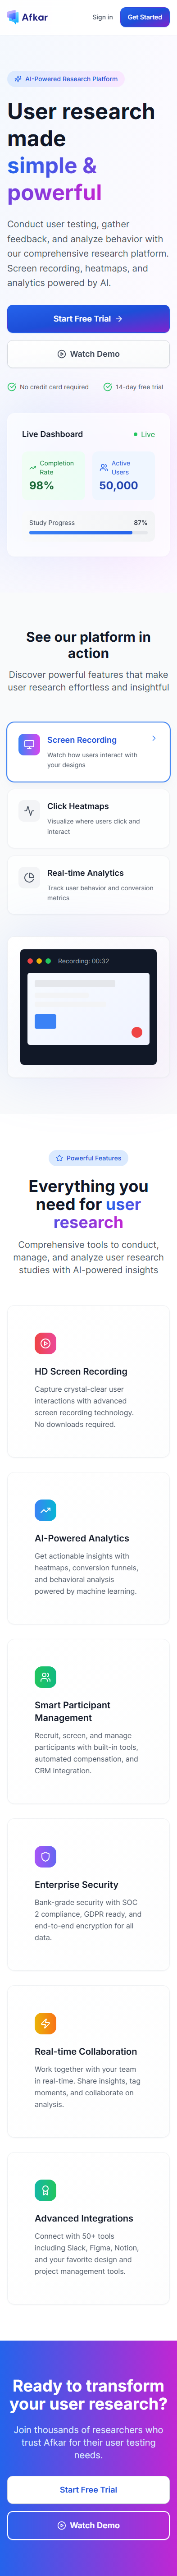 Afkar
Sign in
Get Started
AI-Powered Research Platform
User research
made
simple &
powerful
Conduct user testing, gather
feedback, and analyze behavior with
our comprehensive research platform.
Screen recording, heatmaps, and
analytics powered by AI.
Start Free Trial
Watch Demo
No credit card required
14-day free trial
Live Dashboard
Live
Completion
Rate
98%
Active
Users
50,000
Study Progress
87%
See our platform in
action
Discover powerful features that make
user research effortless and insightful
Screen Recording
Watch how users interact with
your designs
Click Heatmaps
Visualize where users click and
interact
Real-time Analytics
Track user behavior and conversion
metrics
Recording: 00:32
Powerful Features
Everything you
need for user
research
Comprehensive tools to conduct,
manage, and analyze user research
studies with AI-powered insights
HD Screen Recording
Capture crystal-clear user
interactions with advanced
screen recording technology.
No downloads required.
AI-Powered Analytics
Get actionable insights with
heatmaps, conversion funnels,
and behavioral analysis
powered by machine learning.
Smart Participant
Management
Recruit, screen, and manage
participants with built-in tools,
automated compensation, and
CRM integration.
Enterprise Security
Bank-grade security with SOC
2 compliance, GDPR ready, and
end-to-end encryption for all
data.
Real-time Collaboration
Work together with your team
in real-time. Share insights, tag
moments, and collaborate on
analysis.
Advanced Integrations
Connect with 50+ tools
including Slack, Figma, Notion,
and your favorite design and
project management tools.
Ready to transform
your user research?
Join thousands of researchers who
trust Afkar for their user testing
needs.
Start Free Trial
Watch Demo